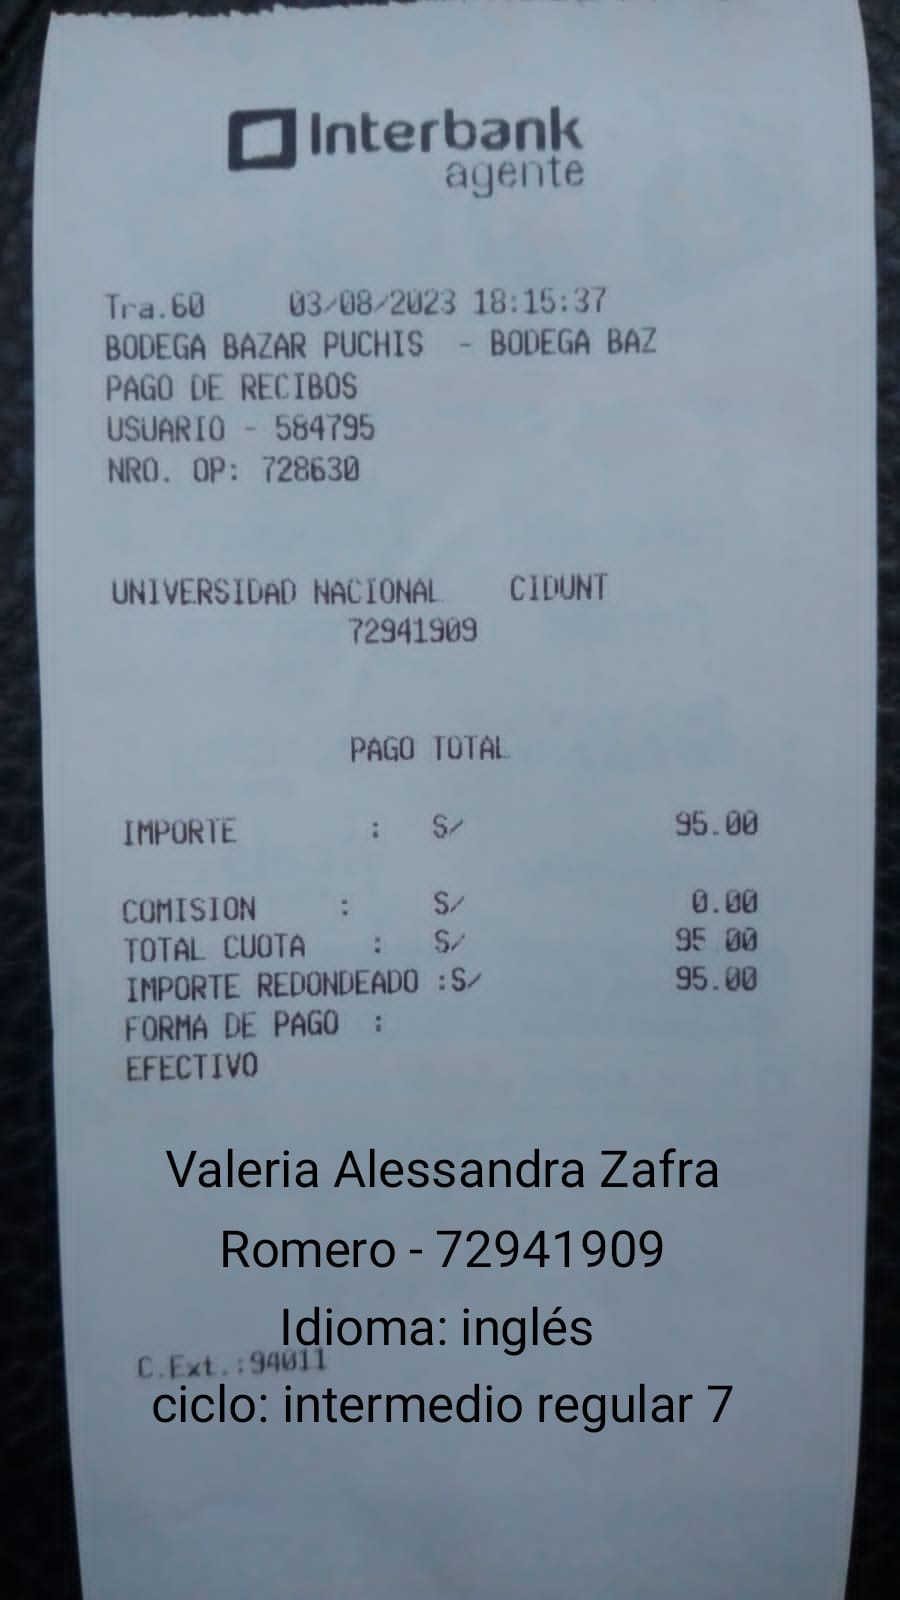 Interbank
agente
Tra.60 03/08/2023 18:15:37
BODEGA BAZAR PUCHIS - BODEGA BAZ
PAGO DE RECIBOS
USUARIO - 584795
NRO. OP: 728630
UNIVERSIDAD NACIONAL CIDUNT
72941909
PAGO TOTAL
IMPORTE : S/ 95.00
COMISION : S/ 0.00
TOTAL CUOTA : S/ 95.00
IMPORTE REDONDEADO :S/ 95.00
FORMA DE PAGO :
EFECTIVO
Valeria Alessandra Zafra
Romero - 72941909
Idioma: inglés
C.Ext.:94011
ciclo: intermedio regular 7